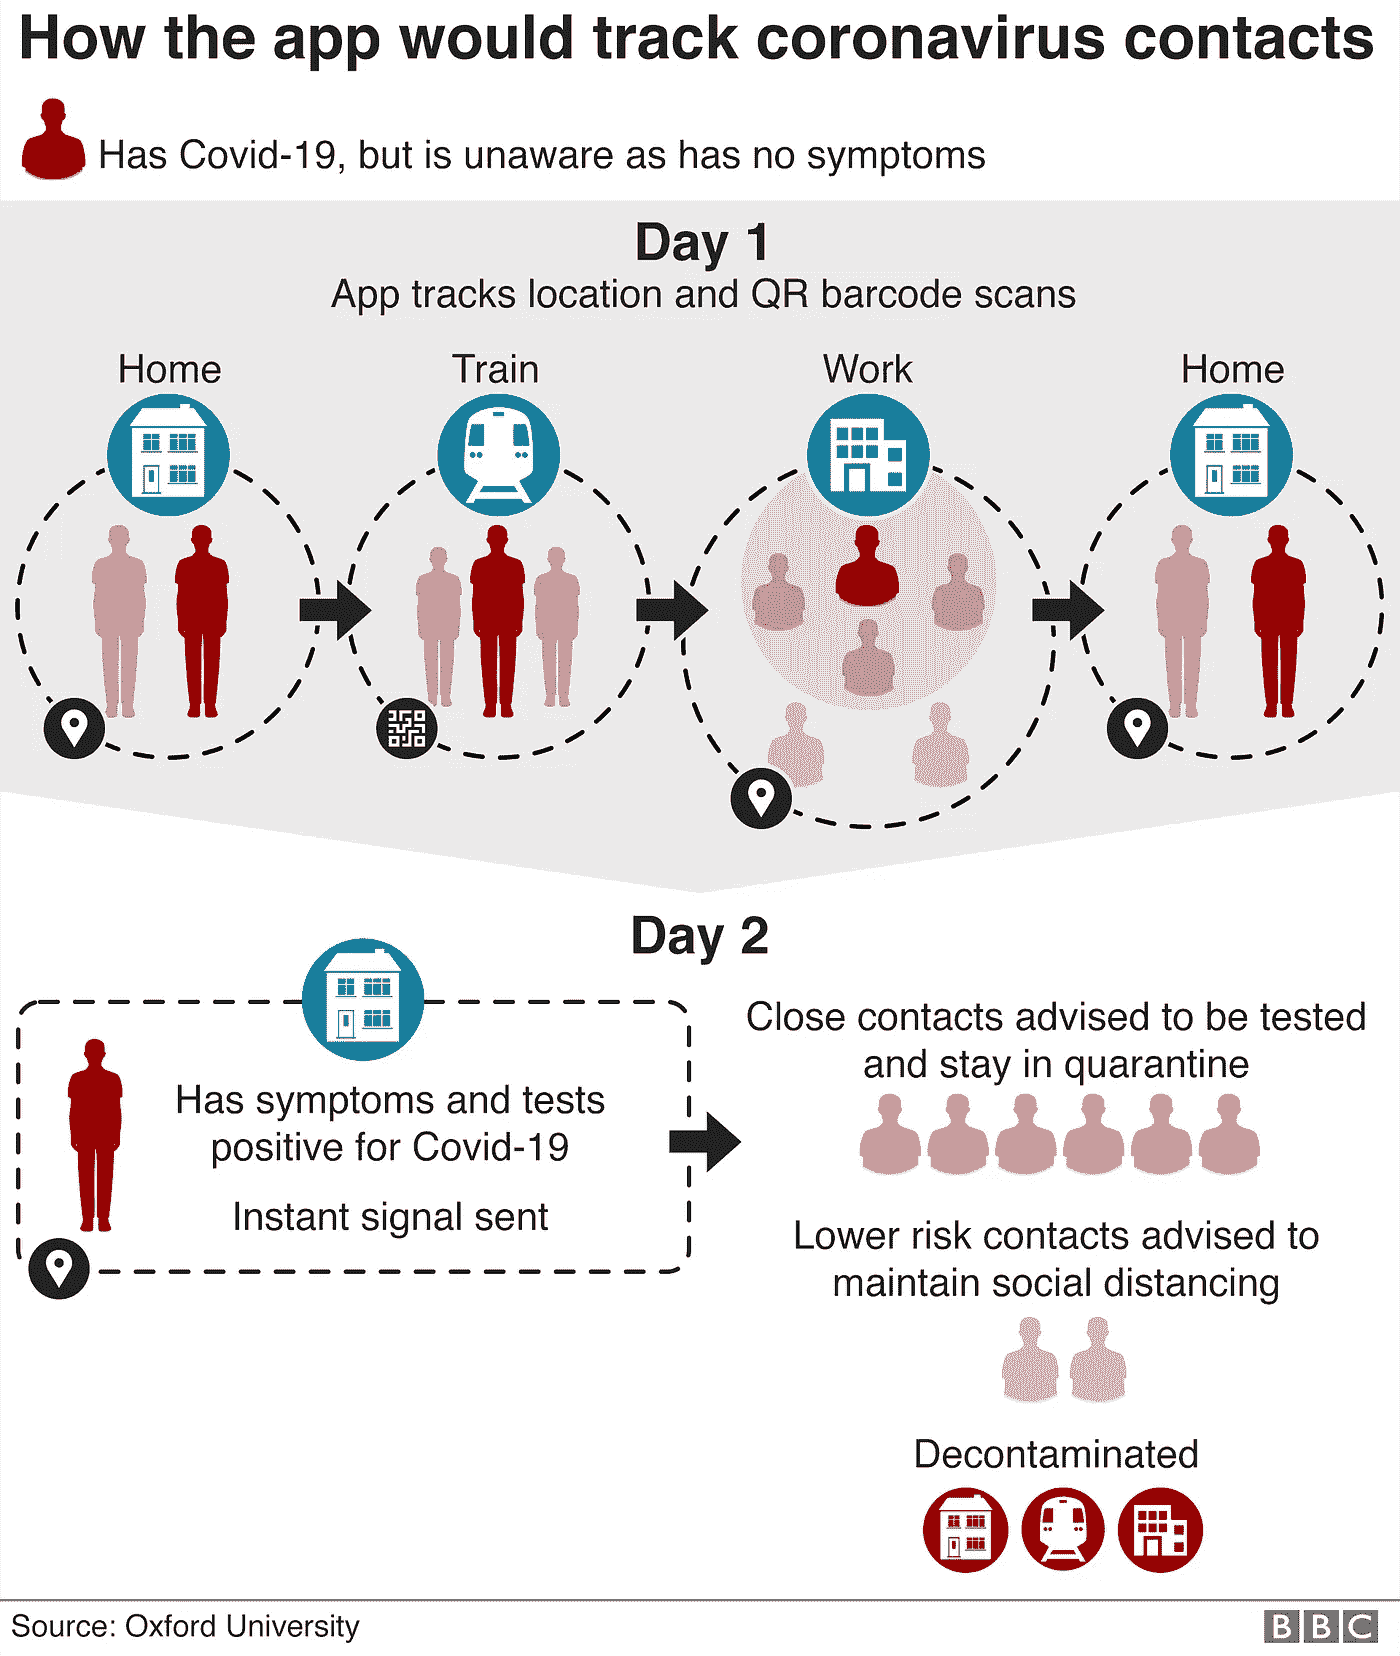 How the app would track coronavirus contacts
Has Covid-19, but is unaware as has no symptoms
Day 1
App tracks location and QR barcode scans
Home
Train
Work
Home
Day 2
Has symptoms and tests
positive for Covid-19
Instant signal sent
Close contacts advised to be tested
and stay in quarantine
Lower risk contacts advised to
maintain social distancing
Decontaminated
Source: Oxford University
BBC